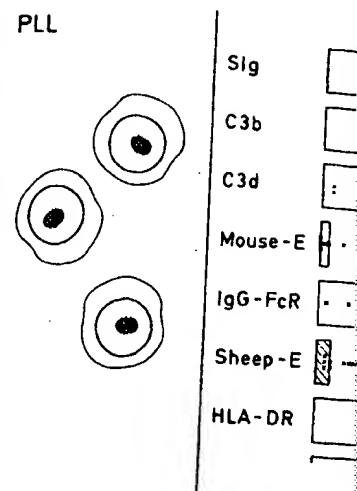 PLL
SIg
C3b
C3d
Mouse-E
IgG-FcR
Sheep-E
HLA-DR